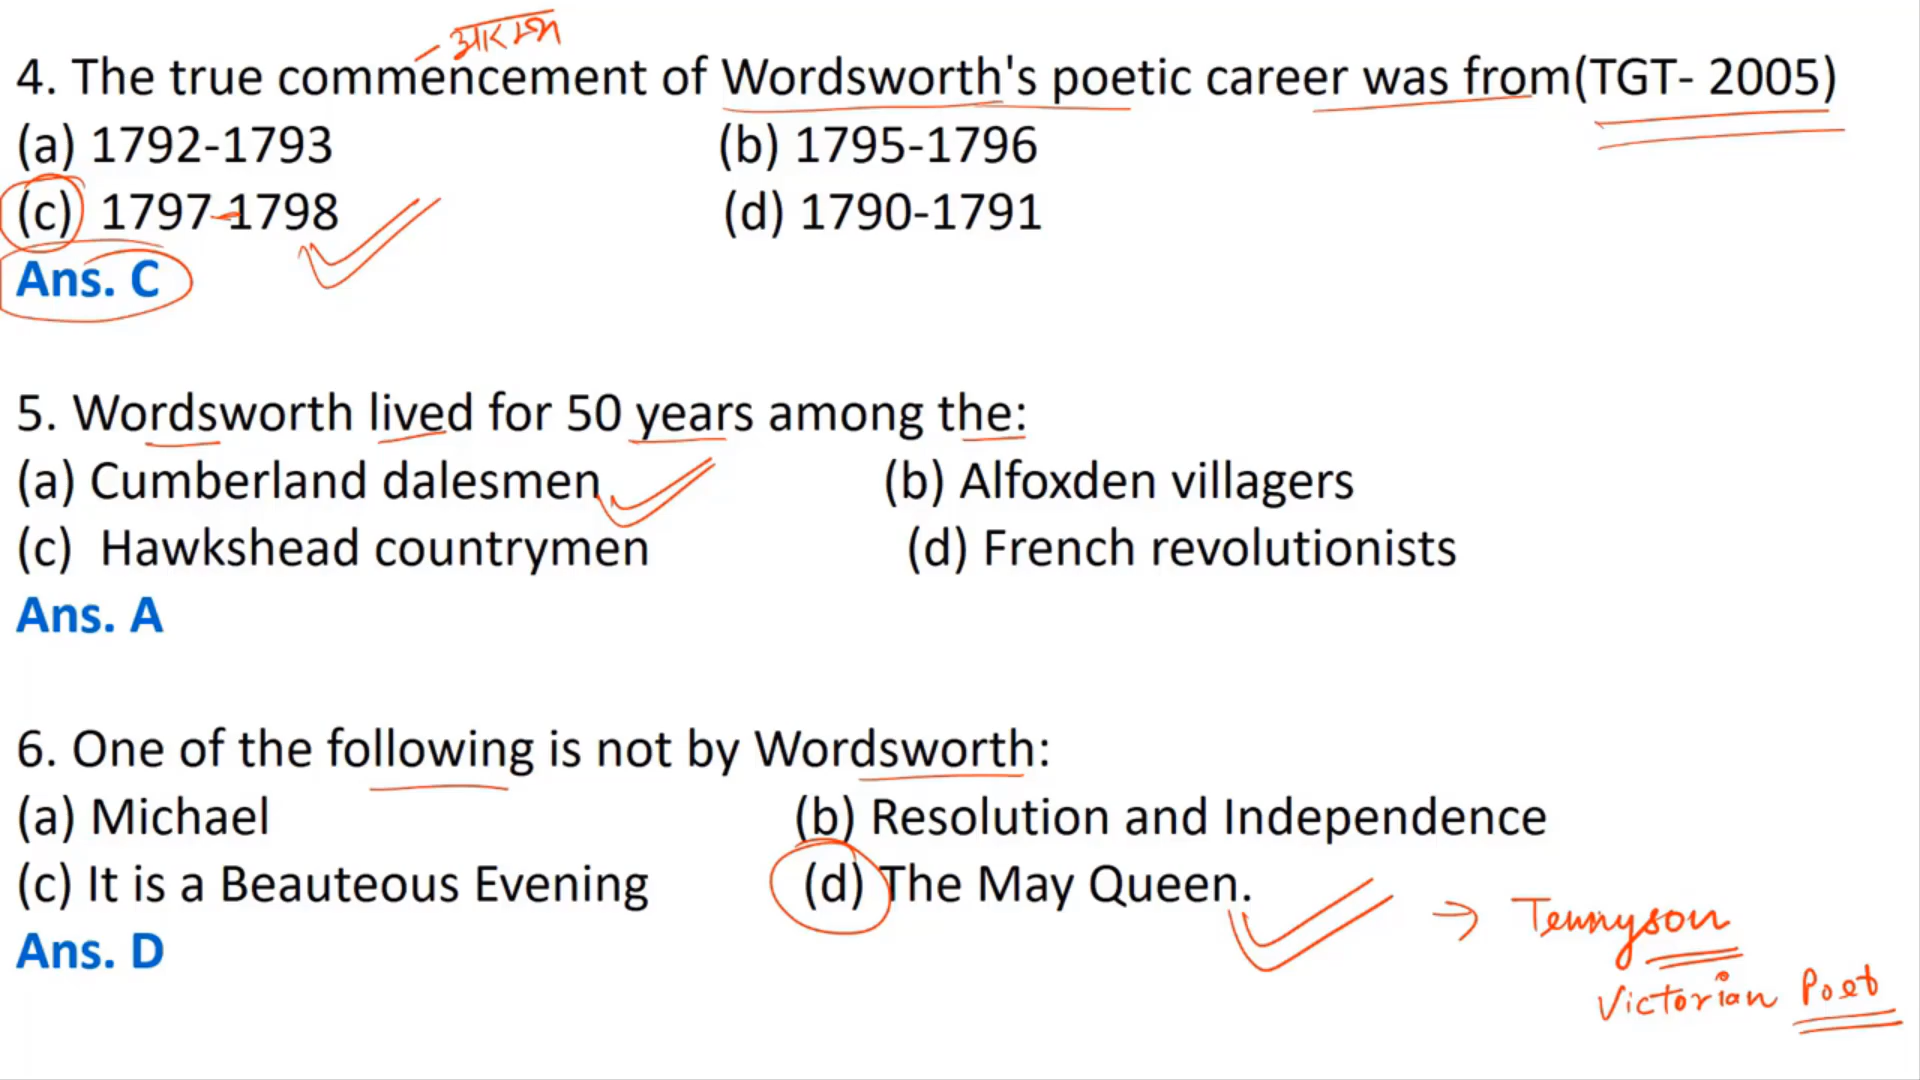 - आरम्भ
4. The true commencement of Wordsworth's poetic career was from(TGT- 2005)
(a) 1792-1793 (b) 1795-1796
(c) 1797-1798 (d) 1790-1791
Ans. C
5. Wordsworth lived for 50 years among the:
(a) Cumberland dalesmen (b) Alfoxden villagers
(c) Hawkshead countrymen (d) French revolutionists
Ans. A
6. One of the following is not by Wordsworth:
(a) Michael (b) Resolution and Independence
(c) It is a Beauteous Evening (d) The May Queen.
→ Tennyson
Ans. D
Victorian Poet